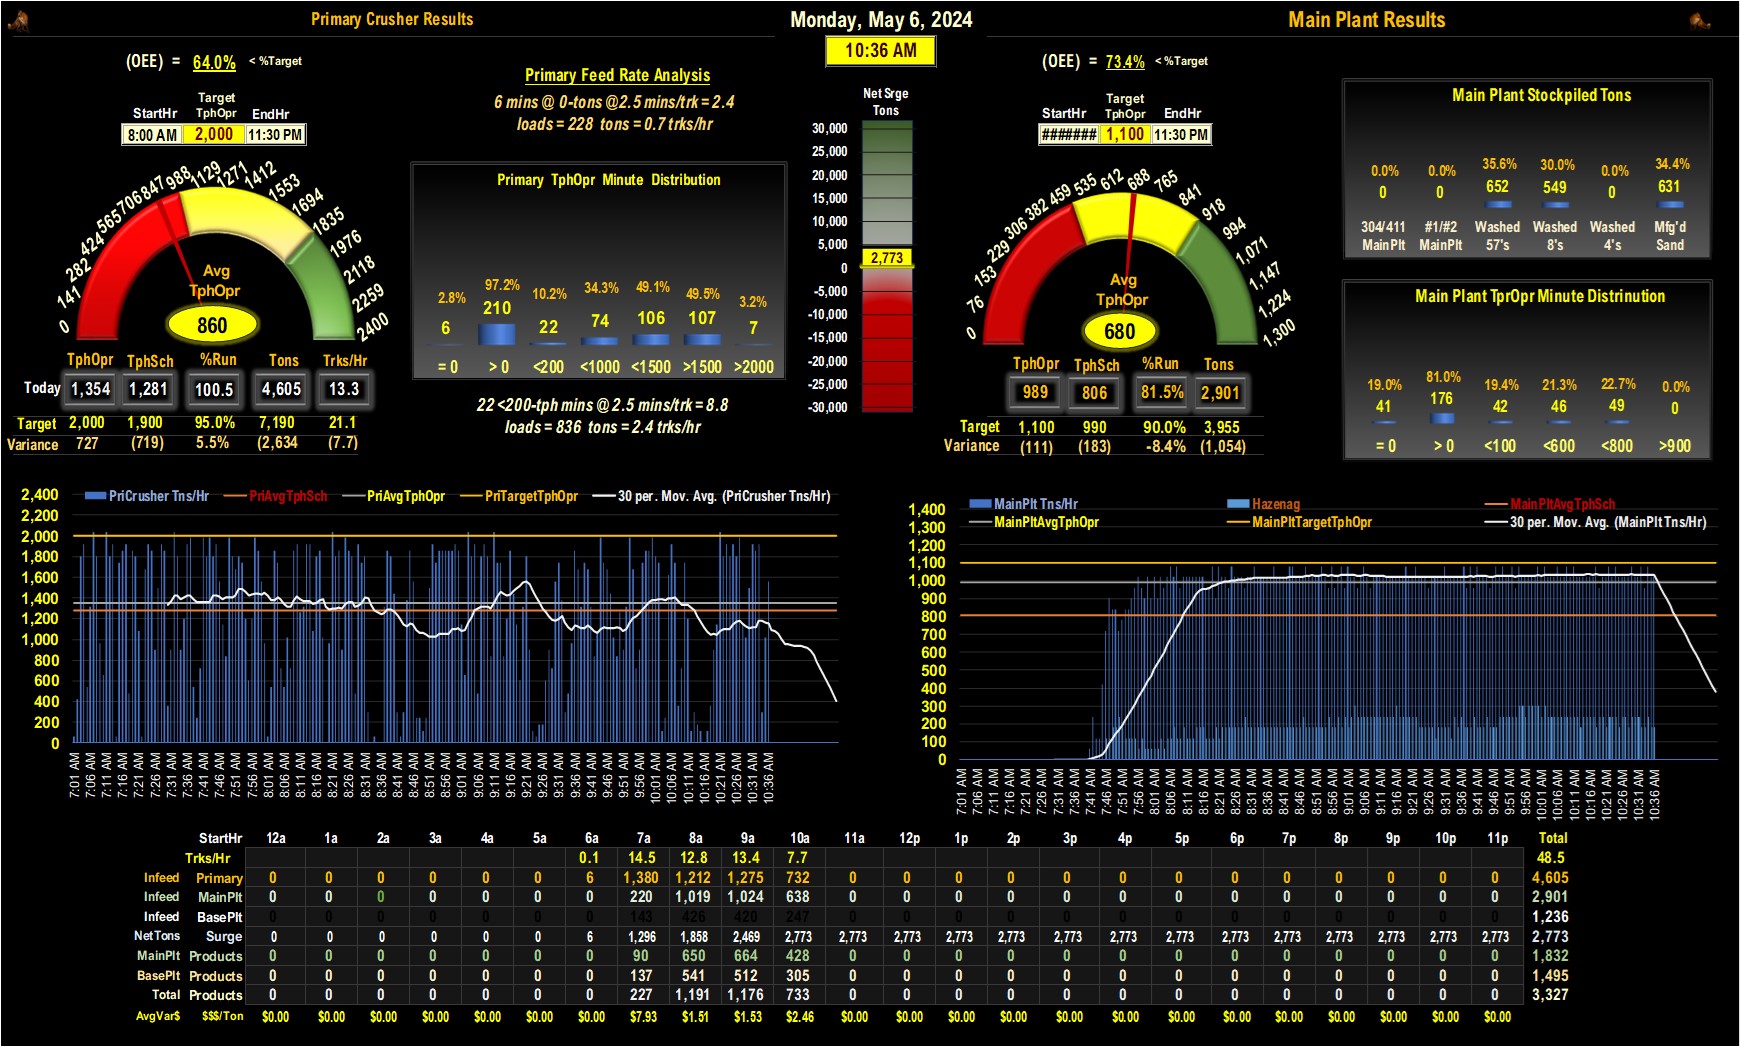 Primary Crusher Results
Monday, May 6, 2024
Main Plant Results
10:36 AM
(OEE) = 64.0% < %Target
StartHr Target TphOpr EndHr
8:00 AM 2,000 11:30 PM
0 141 282 424 565 706 847 988 1129 1271 1412 1553 1694 1835 1976 2118 2259 2400
Avg
TphOpr
860
TphOpr TphSch %Run Tons Trks/Hr
Today 1,354 1,281 100.5 4,605 13.3
Target 2,000 1,900 95.0% 7,190 21.1
Variance 727 (719) 5.5% (2,634 (7.7)
Primary Feed Rate Analysis
6 mins @ 0-tons @2.5 mins/trk = 2.4
loads = 228 tons = 0.7 trks/hr
Primary TphOpr Minute Distribution
2.8% 97.2% 10.2% 34.3% 49.1% 49.5% 3.2%
6 210 22 74 106 107 7
= 0 > 0 <200 <1000 <1500 >1500 >2000
22 <200-tph mins @ 2.5 mins/trk = 8.8
loads = 836 tons = 2.4 trks/hr
Net Srge
Tons
30,000
25,000
20,000
15,000
10,000
5,000
2,773
0
-5,000
-10,000
-15,000
-20,000
-25,000
-30,000
(OEE) = 73.4% < %Target
StartHr Target TphOpr EndHr
####### 1,100 11:30 PM
0 76 153 229 306 382 459 535 612 688 765 841 918 994 1,071 1,147 1,224 1,300
Avg
TphOpr
680
TphOpr TphSch %Run Tons
989 806 81.5% 2,901
Target 1,100 990 90.0% 3,955
Variance (111) (183) -8.4% (1,054)
Main Plant Stockpiled Tons
0.0% 0.0% 35.6% 30.0% 0.0% 34.4%
0 0 652 549 0 631
304/411 #1/#2 Washed Washed Washed Mfg'd
MainPlt MainPlt 57's 8's 4's Sand
Main Plant TprOpr Minute Distrinution
19.0% 81.0% 19.4% 21.3% 22.7% 0.0%
41 176 42 46 49 0
= 0 > 0 <100 <600 <800 >900
PriCrusher Tns/Hr PriAvgTphSch PriAvgTphOpr PriTargetTphOpr 30 per. Mov. Avg. (PriCrusher Tns/Hr)
2,400
2,200
2,000
1,800
1,600
1,400
1,200
1,000
800
600
400
200
0
7:01 AM 7:06 AM 7:11 AM 7:16 AM 7:21 AM 7:26 AM 7:31 AM 7:36 AM 7:41 AM 7:46 AM 7:51 AM 7:56 AM 8:01 AM 8:06 AM 8:11 AM 8:16 AM 8:21 AM 8:26 AM 8:31 AM 8:36 AM 8:41 AM 8:46 AM 8:51 AM 8:56 AM 9:01 AM 9:06 AM 9:11 AM 9:16 AM 9:21 AM 9:26 AM 9:31 AM 9:36 AM 9:41 AM 9:46 AM 9:51 AM 9:56 AM 10:01 AM 10:06 AM 10:11 AM 10:16 AM 10:21 AM 10:26 AM 10:31 AM 10:36 AM
MainPlt Tns/Hr Hazenag MainPltAvgTphSch
MainPltAvgTphOpr MainPltTargetTphOpr 30 per. Mov. Avg. (MainPlt Tns/Hr)
1,400
1,300
1,200
1,100
1,000
900
800
700
600
500
400
300
200
100
0
7:01 AM 7:06 AM 7:11 AM 7:16 AM 7:21 AM 7:26 AM 7:31 AM 7:36 AM 7:41 AM 7:46 AM 7:51 AM 7:56 AM 8:01 AM 8:06 AM 8:11 AM 8:16 AM 8:21 AM 8:26 AM 8:31 AM 8:36 AM 8:41 AM 8:46 AM 8:51 AM 8:56 AM 9:01 AM 9:06 AM 9:11 AM 9:16 AM 9:21 AM 9:26 AM 9:31 AM 9:36 AM 9:41 AM 9:46 AM 9:51 AM 9:56 AM 10:01 AM 10:06 AM 10:11 AM 10:16 AM 10:21 AM 10:26 AM 10:31 AM 10:36 AM
StartHr 12a 1a 2a 3a 4a 5a 6a 7a 8a 9a 10a 11a 12p 1p 2p 3p 4p 5p 6p 7p 8p 9p 10p 11p Total
Trks/Hr 0.1 14.5 12.8 13.4 7.7 48.5
Infeed Primary 0 0 0 0 0 0 6 1,380 1,212 1,275 732 0 0 0 0 0 0 0 0 0 0 0 0 0 4,605
Infeed MainPlt 0 0 0 0 0 0 0 220 1,019 1,024 638 0 0 0 0 0 0 0 0 0 0 0 0 0 2,901
Infeed BasePlt 0 0 0 0 0 0 0 143 426 420 247 0 0 0 0 0 0 0 0 0 0 0 0 0 1,236
NetTons Surge 0 0 0 0 0 0 6 1,296 1,858 2,469 2,773 2,773 2,773 2,773 2,773 2,773 2,773 2,773 2,773 2,773 2,773 2,773 2,773 2,773 2,773
MainPlt Products 0 0 0 0 0 0 0 90 650 664 428 0 0 0 0 0 0 0 0 0 0 0 0 0 1,832
BasePlt Products 0 0 0 0 0 0 0 137 541 512 305 0 0 0 0 0 0 0 0 0 0 0 0 0 1,495
Total Products 0 0 0 0 0 0 0 227 1,191 1,176 733 0 0 0 0 0 0 0 0 0 0 0 0 0 3,327
AvgVar$ $$$/Ton $0.00 $0.00 $0.00 $0.00 $0.00 $0.00 $0.00 $7.93 $1.51 $1.53 $2.46 $0.00 $0.00 $0.00 $0.00 $0.00 $0.00 $0.00 $0.00 $0.00 $0.00 $0.00 $0.00 $0.00